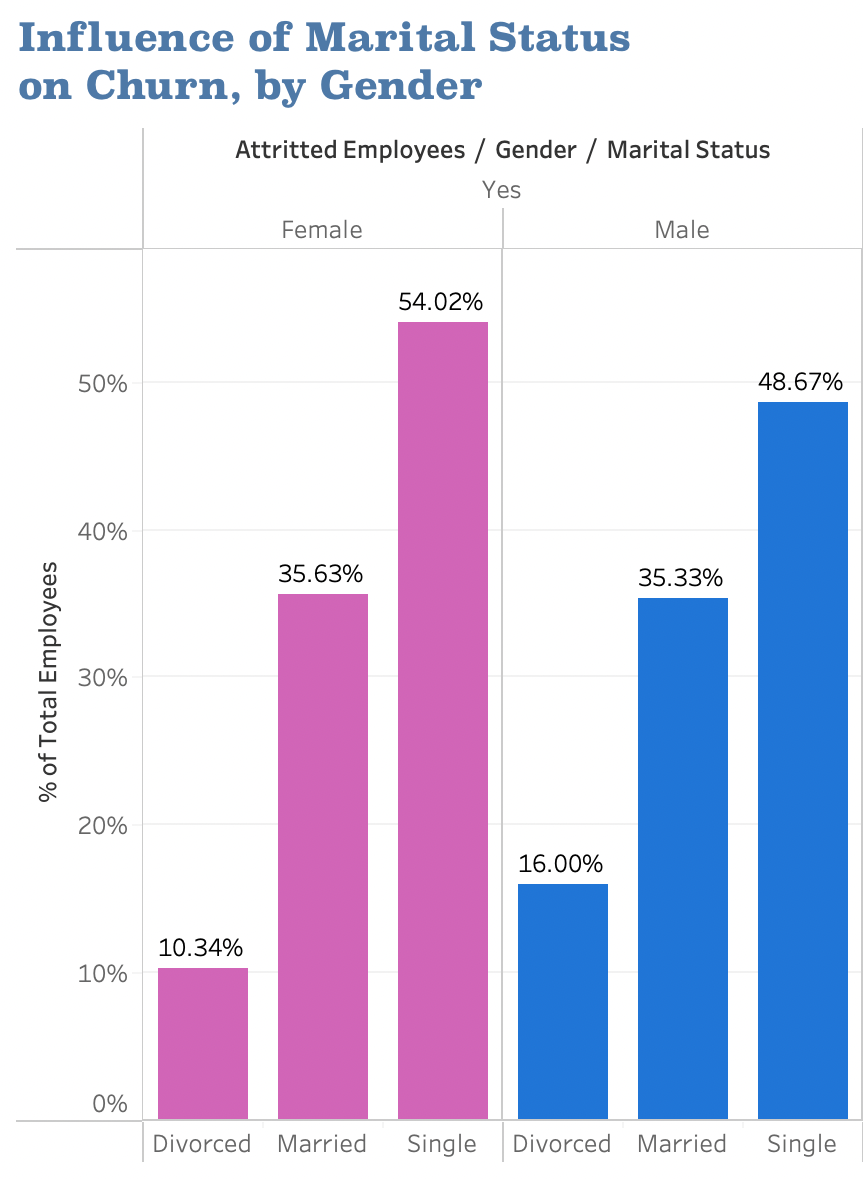 Influence of Marital Status
on Churn, by Gender
Attritted Employees / Gender / Marital Status
Yes
Female
Male
54.02%
48.67%
35.63%
35.33%
16.00%
10.34%
50%
40%
30%
20%
10%
0%
% of Total Employees
Divorced Married Single Divorced Married Single